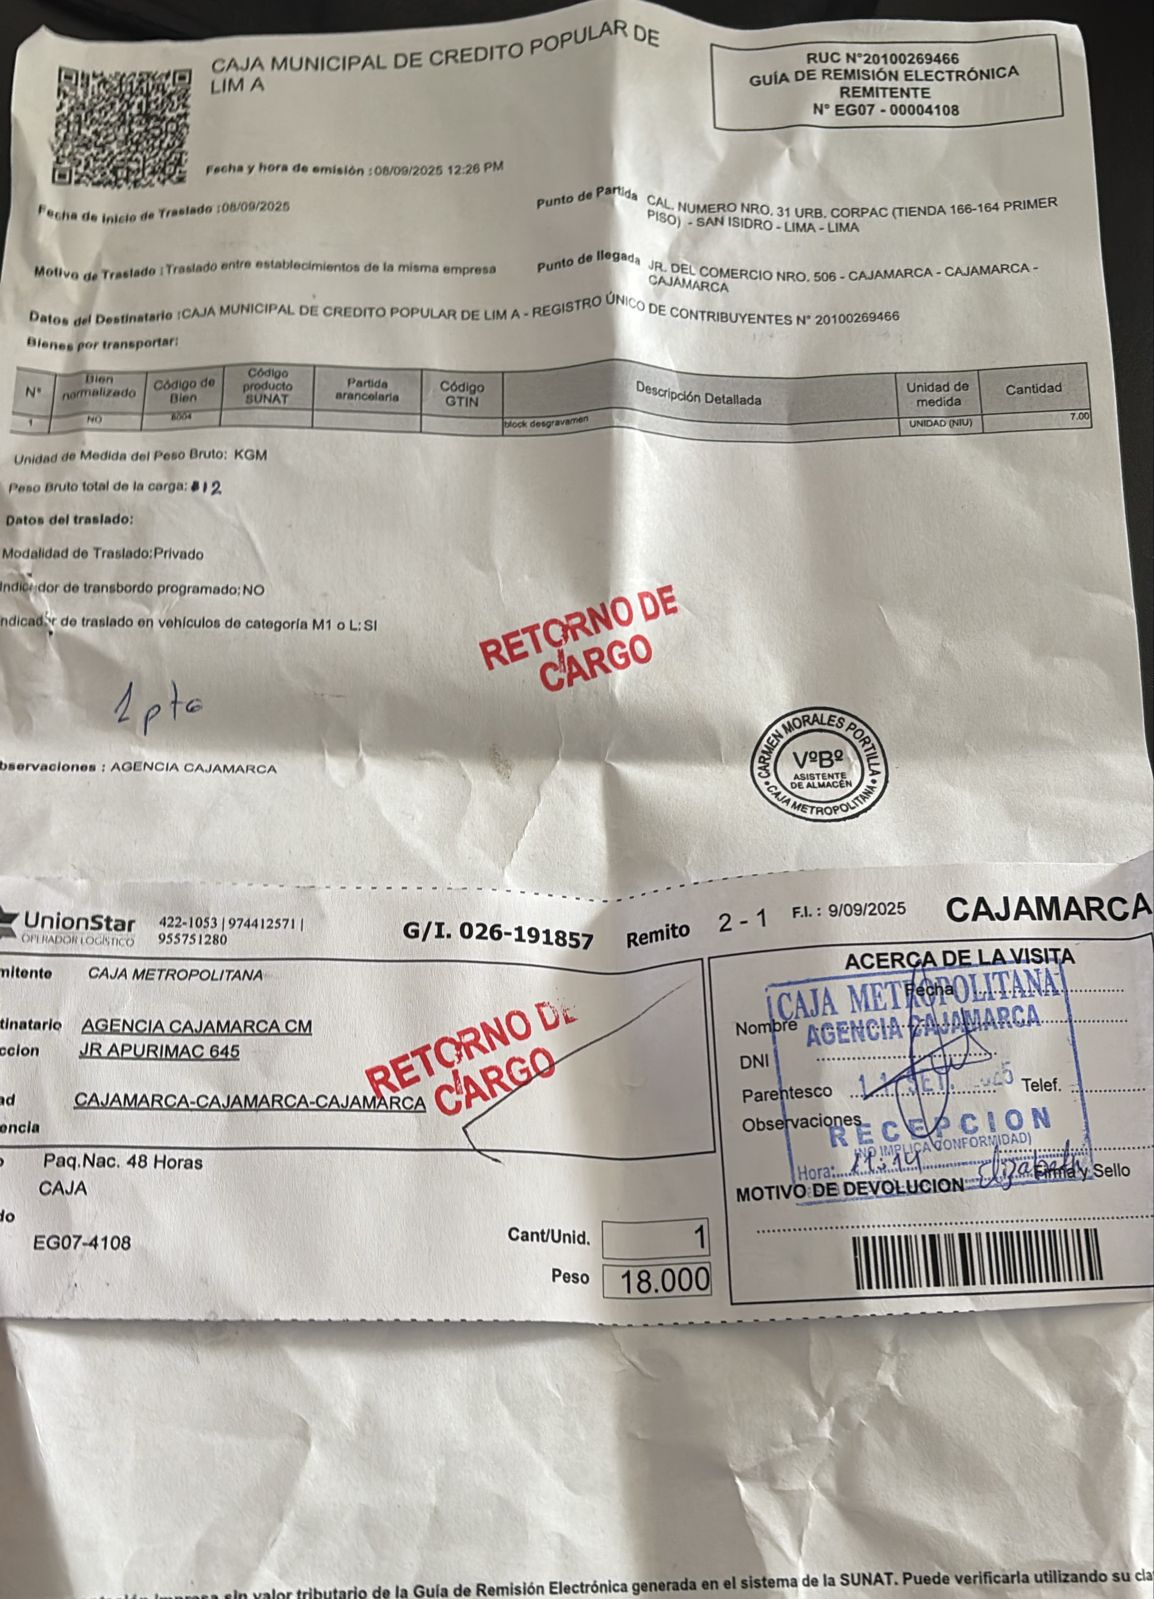 CAJA MUNICIPAL DE CREDITO POPULAR DE
LIM A
RUC N°20100269466
GUÍA DE REMISIÓN ELECTRÓNICA
REMITENTE
N° EG07 - 00004108
Fecha y hora de emisión :08/09/2025 12:26 PM
Fecha de inicio de Traslado :08/09/2025
Punto de Partida CAL. NUMERO NRO. 31 URB. CORPAC (TIENDA 166-164 PRIMER
PISO) - SAN ISIDRO - LIMA - LIMA
Motivo de Traslado :Traslado entre establecimientos de la misma empresa
Punto de llegada JR. DEL COMERCIO NRO. 506 - CAJAMARCA - CAJAMARCA -
CAJAMARCA
Datos del Destinatario :CAJA MUNICIPAL DE CREDITO POPULAR DE LIM A - REGISTRO ÚNICO DE CONTRIBUYENTES N° 20100269466
Bienes por transportar:
N° Bien normalizado Código de Bien Código producto SUNAT Partida arancelaria Código GTIN Descripción Detallada Unidad de medida Cantidad
1 NO 6004 block desgravamen UNIDAD (NIU) 7.00
Unidad de Medida del Peso Bruto: KGM
Peso Bruto total de la carga: 12
Datos del traslado:
Modalidad de Traslado:Privado
Indicador de transbordo programado:NO
Indicador de traslado en vehículos de categoría M1 o L:SI
RETORNO DE
CARGO
1 pto
bservaciones : AGENCIA CAJAMARCA
CARMEN MORALES PORTILLA
VºBº
ASISTENTE
DE ALMACÉN
CAJA METROPOLITANA
UnionStar
OPERADOR LOGÍSTICO
422-1053 | 974412571 |
955751280
G/I. 026-191857 Remito 2 - 1 F.I. : 9/09/2025 CAJAMARCA
mitente CAJA METROPOLITANA
tinatario AGENCIA CAJAMARCA CM
ccion JR APURIMAC 645
ad CAJAMARCA-CAJAMARCA-CAJAMARCA
encia
RETORNO DE
CARGO
Paq.Nac. 48 Horas
CAJA
do
EG07-4108
Cant/Unid. 1
Peso 18.000
ACERCA DE LA VISITA
Fecha
Nombre
DNI
Parentesco Telef.
Observaciones
Firma y Sello
MOTIVO DE DEVOLUCION
CAJA METROPOLITANA
AGENCIA CAJAMARCA
11 SET. 2025
RECEPCION
(NO IMPLICA CONFORMIDAD)
Hora: 11:14
Elizabeth
sin valor tributario de la Guía de Remisión Electrónica generada en el sistema de la SUNAT. Puede verificarla utilizando su cla